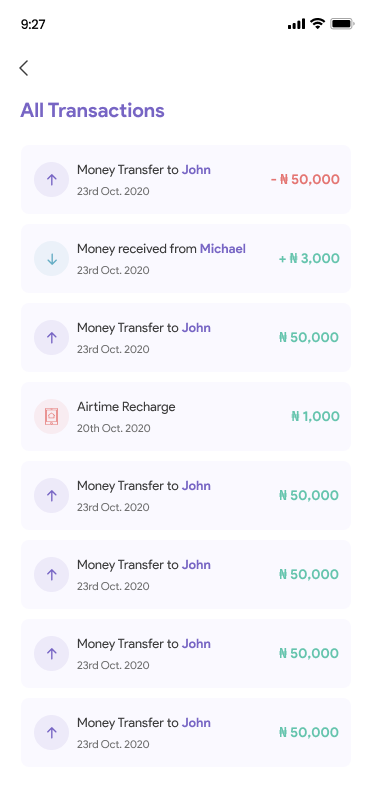 9:27
All Transactions
Money Transfer to John
- ₦ 50,000
23rd Oct. 2020
Money received from Michael
+ ₦ 3,000
23rd Oct. 2020
Money Transfer to John
₦ 50,000
23rd Oct. 2020
Airtime Recharge
₦ 1,000
20th Oct. 2020
Money Transfer to John
₦ 50,000
23rd Oct. 2020
Money Transfer to John
₦ 50,000
23rd Oct. 2020
Money Transfer to John
₦ 50,000
23rd Oct. 2020
Money Transfer to John
₦ 50,000
23rd Oct. 2020